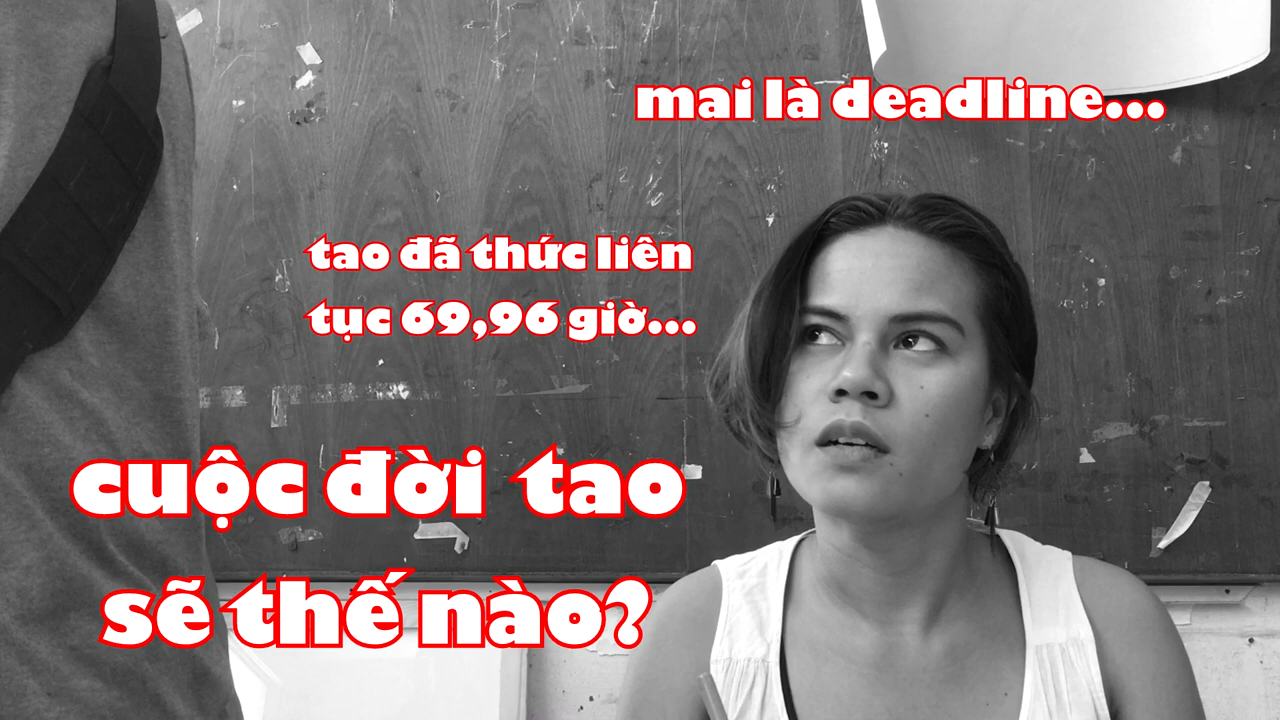 mai là deadline...
tao đã thức liên
tục 69,96 giờ...
cuộc đời tao
sẽ thế nào?